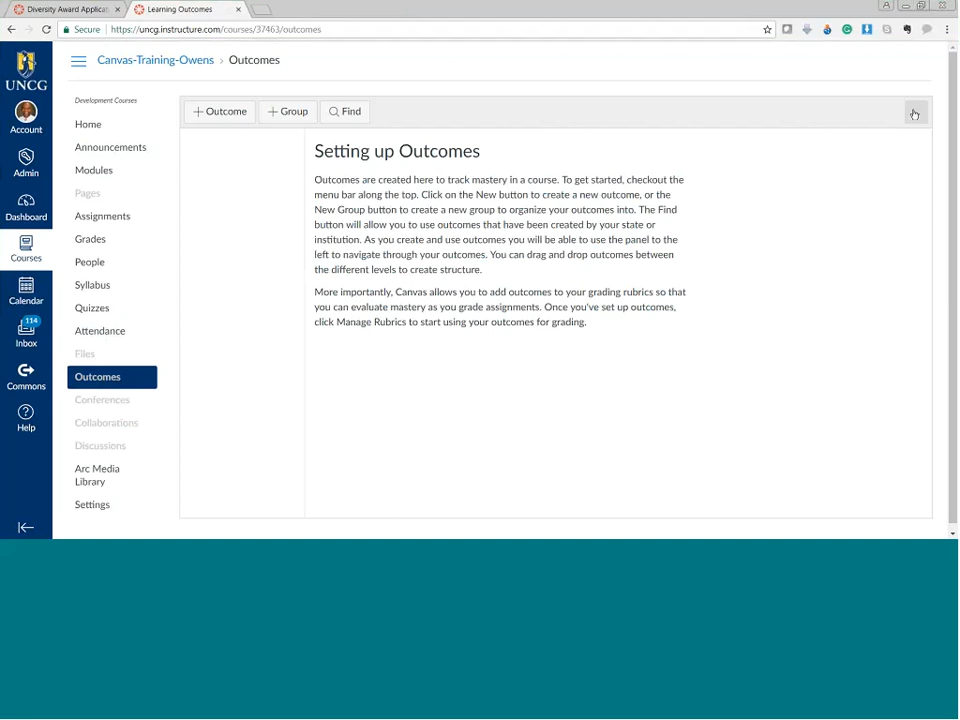 Diversity Award Applica
Learning Outcomes
Secure
https://uncg.instructure.com/courses/37463/outcomes
UNCG
Account
Admin
Dashboard
Courses
Calendar
114
Inbox
Commons
Help
Canvas-Training-Owens › Outcomes
Development Courses
Home
Announcements
Modules
Pages
Assignments
Grades
People
Syllabus
Quizzes
Attendance
Files
Outcomes
Conferences
Collaborations
Discussions
Arc Media
Library
Settings
+ Outcome
+ Group
Find
Setting up Outcomes
Outcomes are created here to track mastery in a course. To get started, checkout the
menu bar along the top. Click on the New button to create a new outcome, or the
New Group button to create a new group to organize your outcomes into. The Find
button will allow you to use outcomes that have been created by your state or
institution. As you create and use outcomes you will be able to use the panel to the
left to navigate through your outcomes. You can drag and drop outcomes between
the different levels to create structure.
More importantly, Canvas allows you to add outcomes to your grading rubrics so that
you can evaluate mastery as you grade assignments. Once you've set up outcomes,
click Manage Rubrics to start using your outcomes for grading.